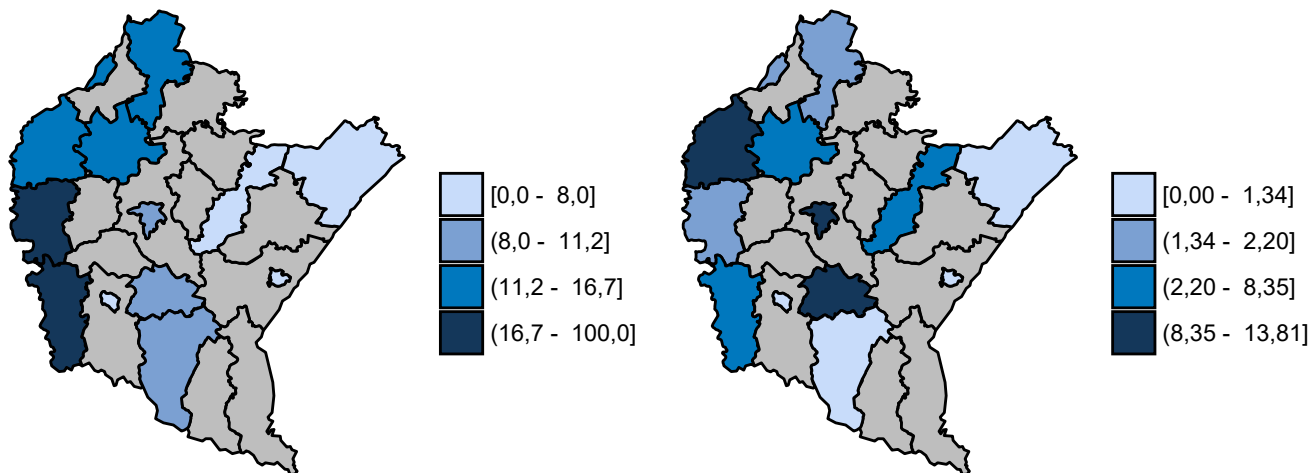 [0,0 - 8,0]
(8,0 - 11,2]
(11,2 - 16,7]
(16,7 - 100,0]
[0,00 - 1,34]
(1,34 - 2,20]
(2,20 - 8,35]
(8,35 - 13,81]